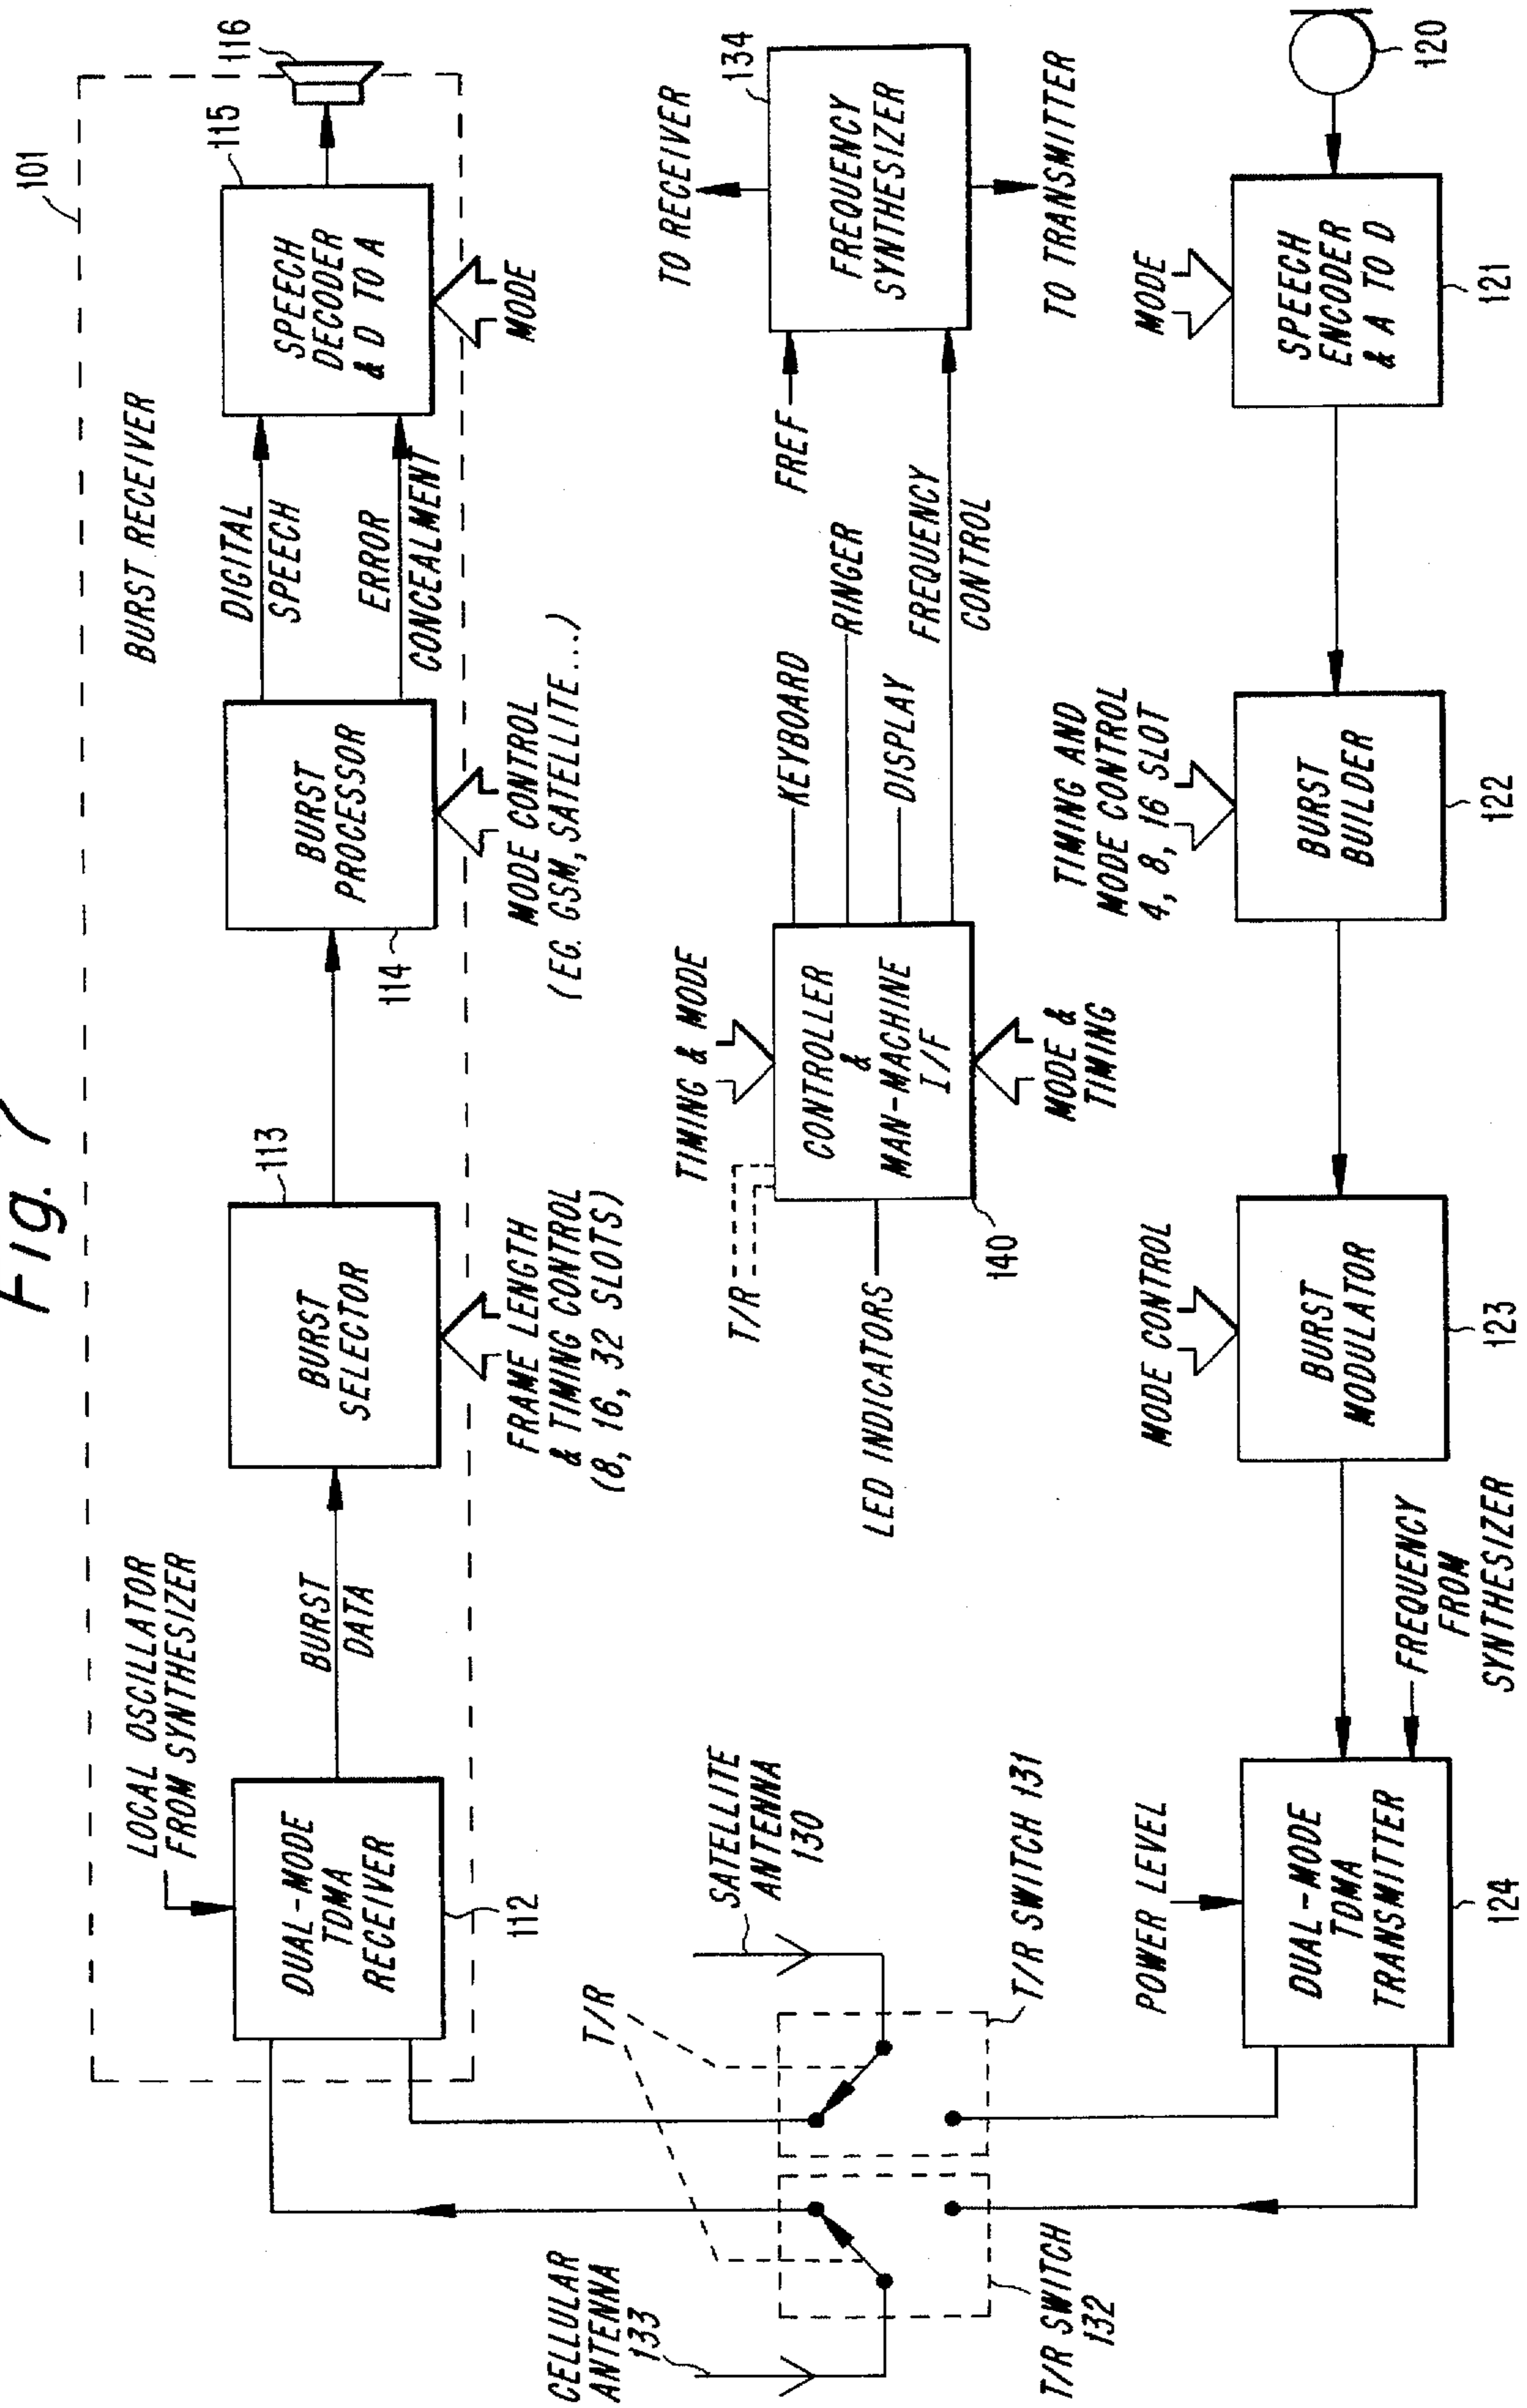 Fig. 7
101
BURST RECEIVER
LOCAL OSCILLATOR
FROM SYNTHESIZER
DUAL-MODE
TDMA
RECEIVER
112
BURST
DATA
BURST
SELECTOR
113
FRAME LENGTH
& TIMING CONTROL
(8, 16, 32 SLOTS)
BURST
PROCESSOR
114
MODE CONTROL
(EG. GSM, SATELLITE...)
DIGITAL
SPEECH
ERROR
CONCEALMENT
SPEECH
DECODER
& D TO A
115
MODE
116
CELLULAR
ANTENNA
133
T/R
SATELLITE
ANTENNA
130
T/R SWITCH 131
T/R SWITCH
132
T/R
TIMING & MODE
CONTROLLER
&
MAN-MACHINE
I/F
140
LED INDICATORS
MODE &
TIMING
KEYBOARD
RINGER
DISPLAY
FREQUENCY
CONTROL
FREF
FREQUENCY
SYNTHESIZER
134
TO RECEIVER
TO TRANSMITTER
POWER LEVEL
DUAL-MODE
TDMA
TRANSMITTER
124
FREQUENCY
FROM
SYNTHESIZER
MODE CONTROL
BURST
MODULATOR
123
TIMING AND
MODE CONTROL
4, 8, 16 SLOT
BURST
BUILDER
122
MODE
SPEECH
ENCODER
& A TO D
121
120